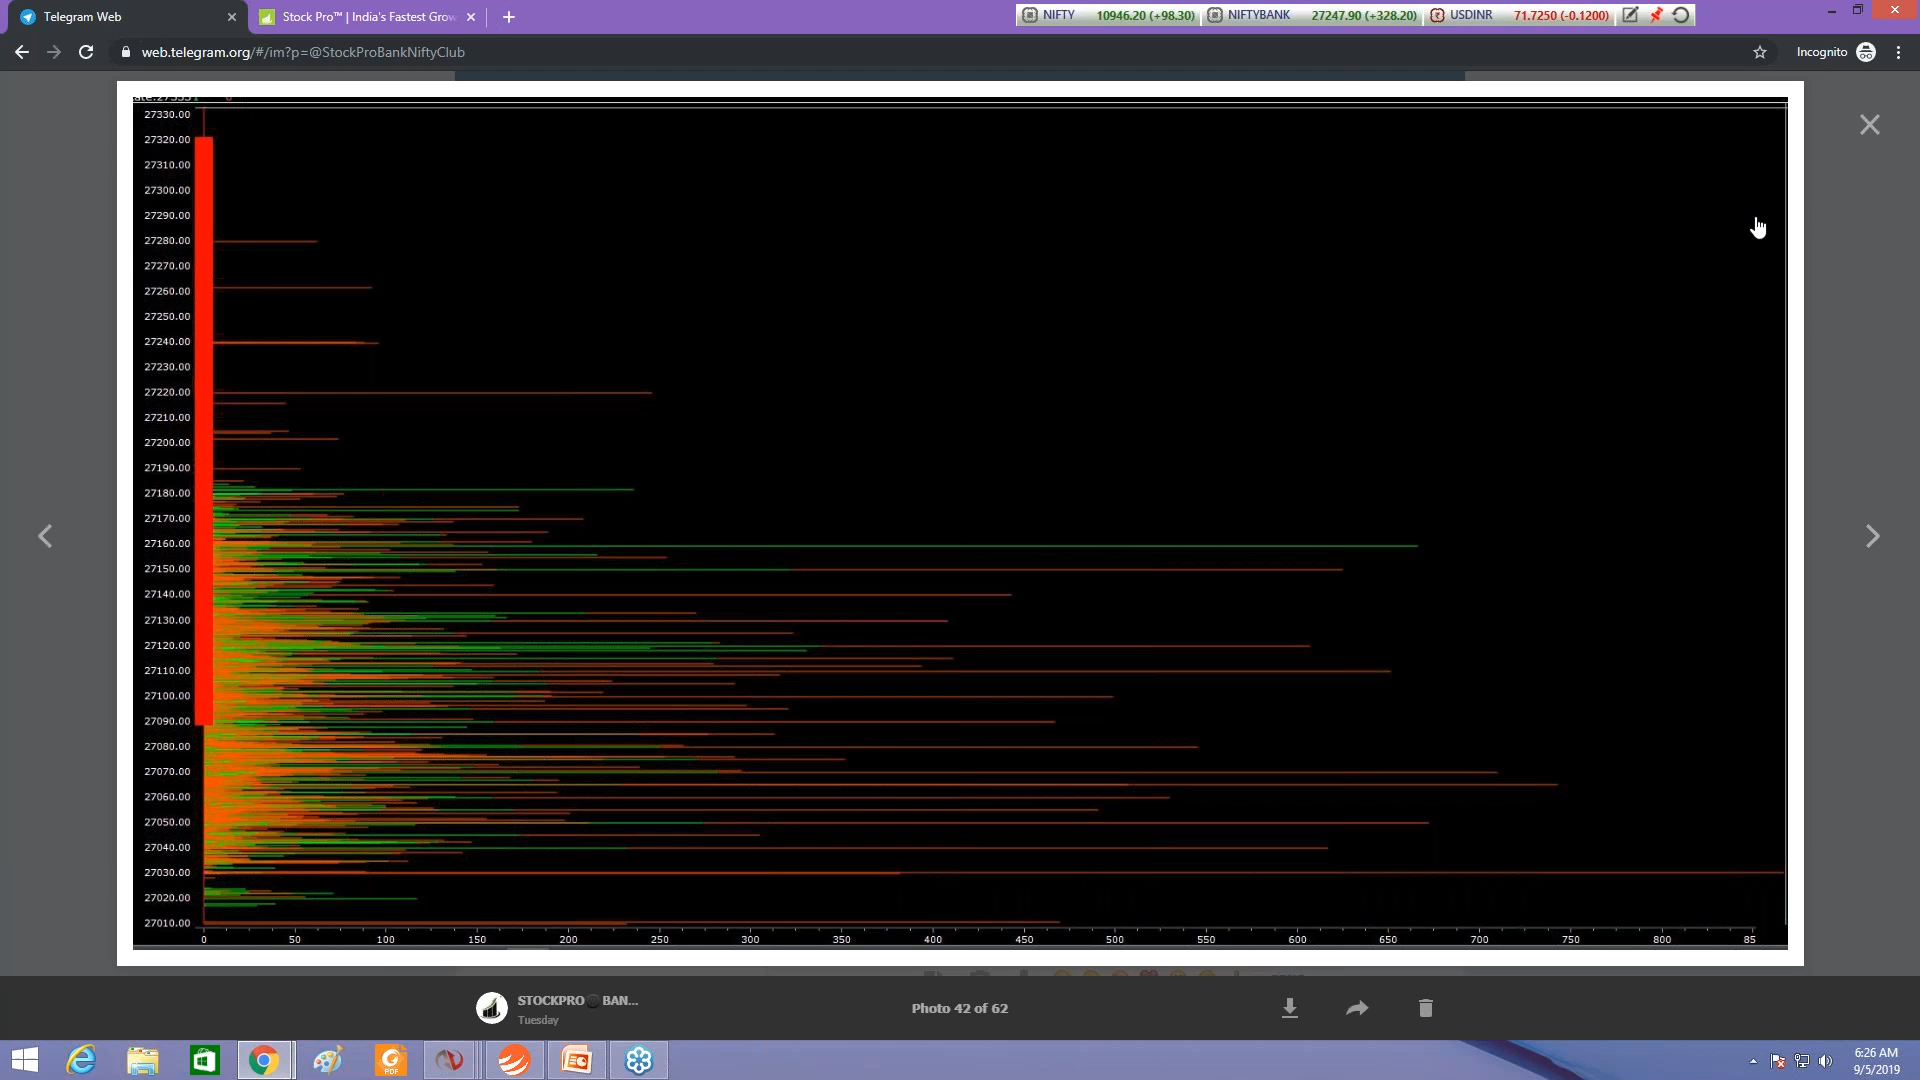 Telegram Web
Stock Pro™ | India's Fastest Grow
NIFTY 10946.20 (+98.30)
NIFTYBANK 27247.90 (+328.20)
USDINR 71.7250 (-0.1200)
web.telegram.org/#/im?p=@StockProBankNiftyClub
Incognito
27330.00
27320.00
27310.00
27300.00
27290.00
27280.00
27270.00
27260.00
27250.00
27240.00
27230.00
27220.00
27210.00
27200.00
27190.00
27180.00
27170.00
27160.00
27150.00
27140.00
27130.00
27120.00
27110.00
27100.00
27090.00
27080.00
27070.00
27060.00
27050.00
27040.00
27030.00
27020.00
27010.00
0 50 100 150 200 250 300 350 400 450 500 550 600 650 700 750 800 85
STOCKPRO BAN...
Tuesday
Photo 42 of 62
PDF
6:26 AM
9/5/2019